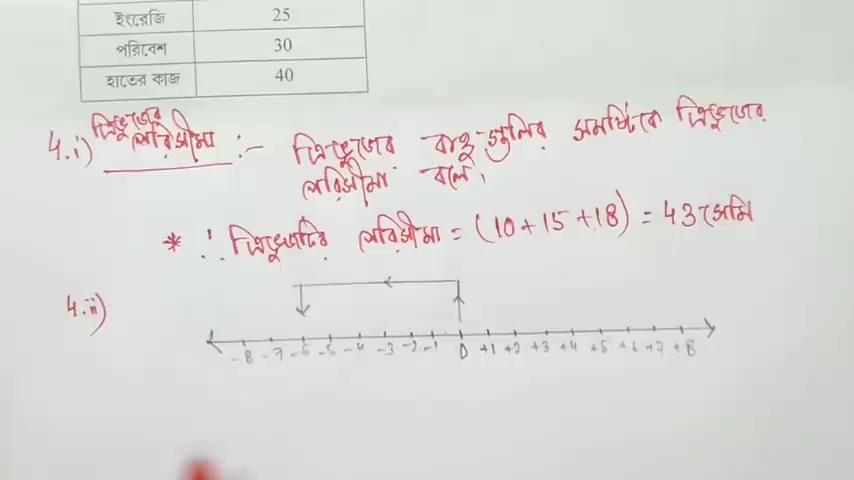 ইংরেজি 25
পরিবেশ 30
হাতের কাজ 40
4.i) ত্রিভুজের পরিসীমা :- ত্রিভুজের বাহুগুলির সমষ্টিকে ত্রিভুজের
পরিসীমা বলে।
* ∴ ত্রিভুজটির পরিসীমা = (10+15+18) = 43 সেমি
4.ii)
-8 -7 -6 -5 -4 -3 -2 -1 0 +1 +2 +3 +4 +5 +6 +7 +8